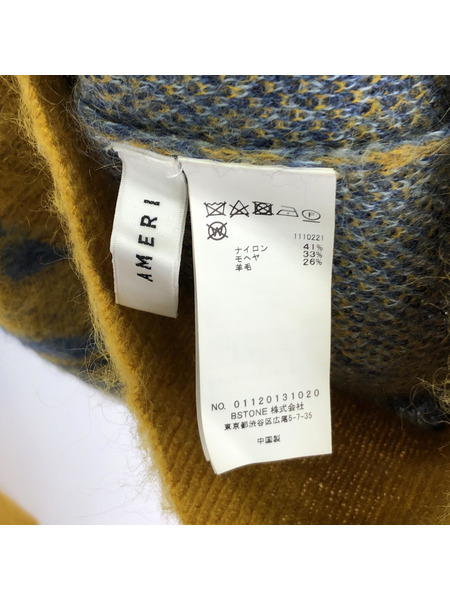 AMERI
1110221
ナイロン 41%
モヘヤ 33%
羊毛 26%
NO. 01120131020
BSTONE 株式会社
東京都渋谷区広尾5-7-35
中国製